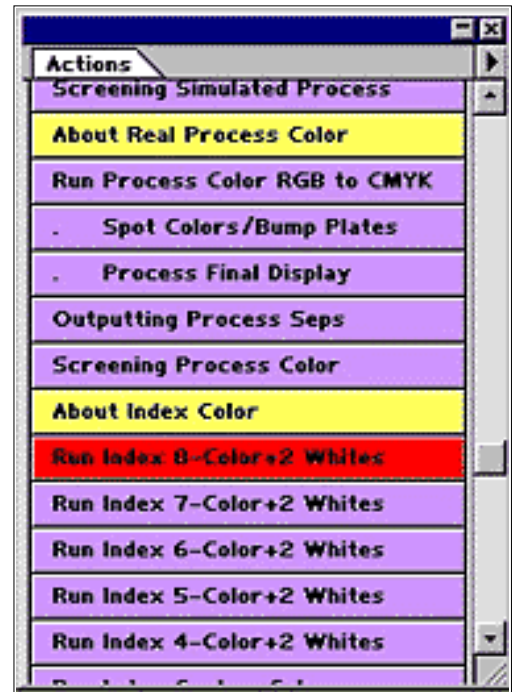 Actions
Screening Simulated Process
About Real Process Color
Run Process Color RGB to CMYK
. Spot Colors/Bump Plates
. Process Final Display
Outputting Process Seps
Screening Process Color
About Index Color
Run Index 8-Color+2 Whites
Run Index 7-Color+2 Whites
Run Index 6-Color+2 Whites
Run Index 5-Color+2 Whites
Run Index 4-Color+2 Whites